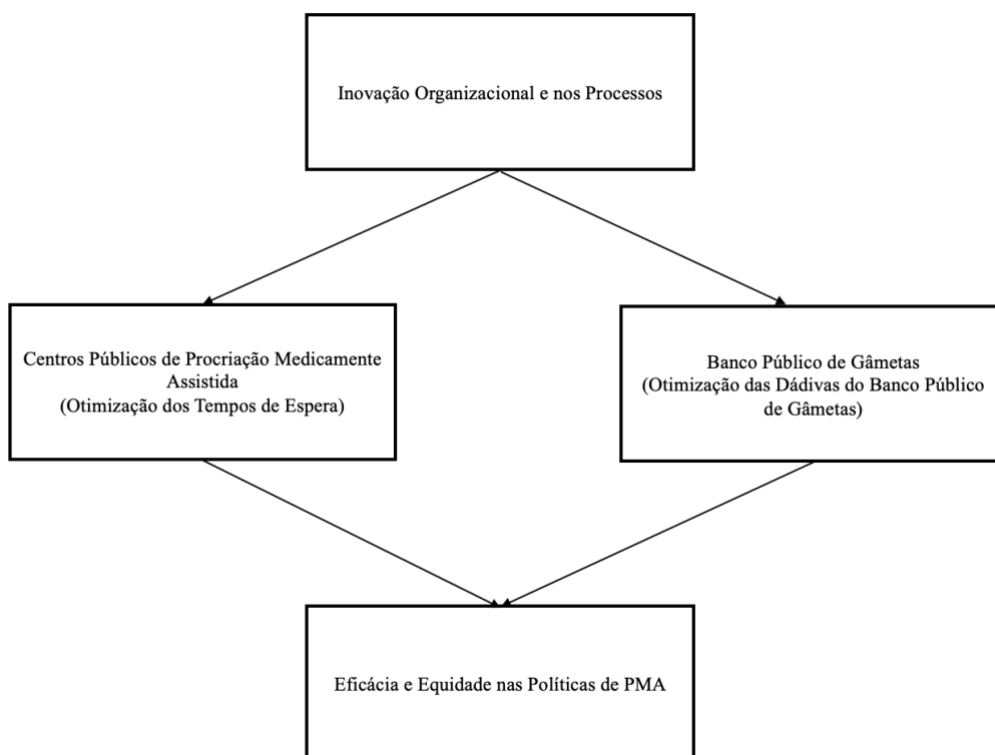 Inovação Organizacional e nos Processos
Centros Públicos de Procriação Medicamente
Assistida
(Otimização dos Tempos de Espera)
Banco Público de Gâmetas
(Otimização das Dádivas do Banco Público
de Gâmetas)
Eficácia e Equidade nas Políticas de PMA